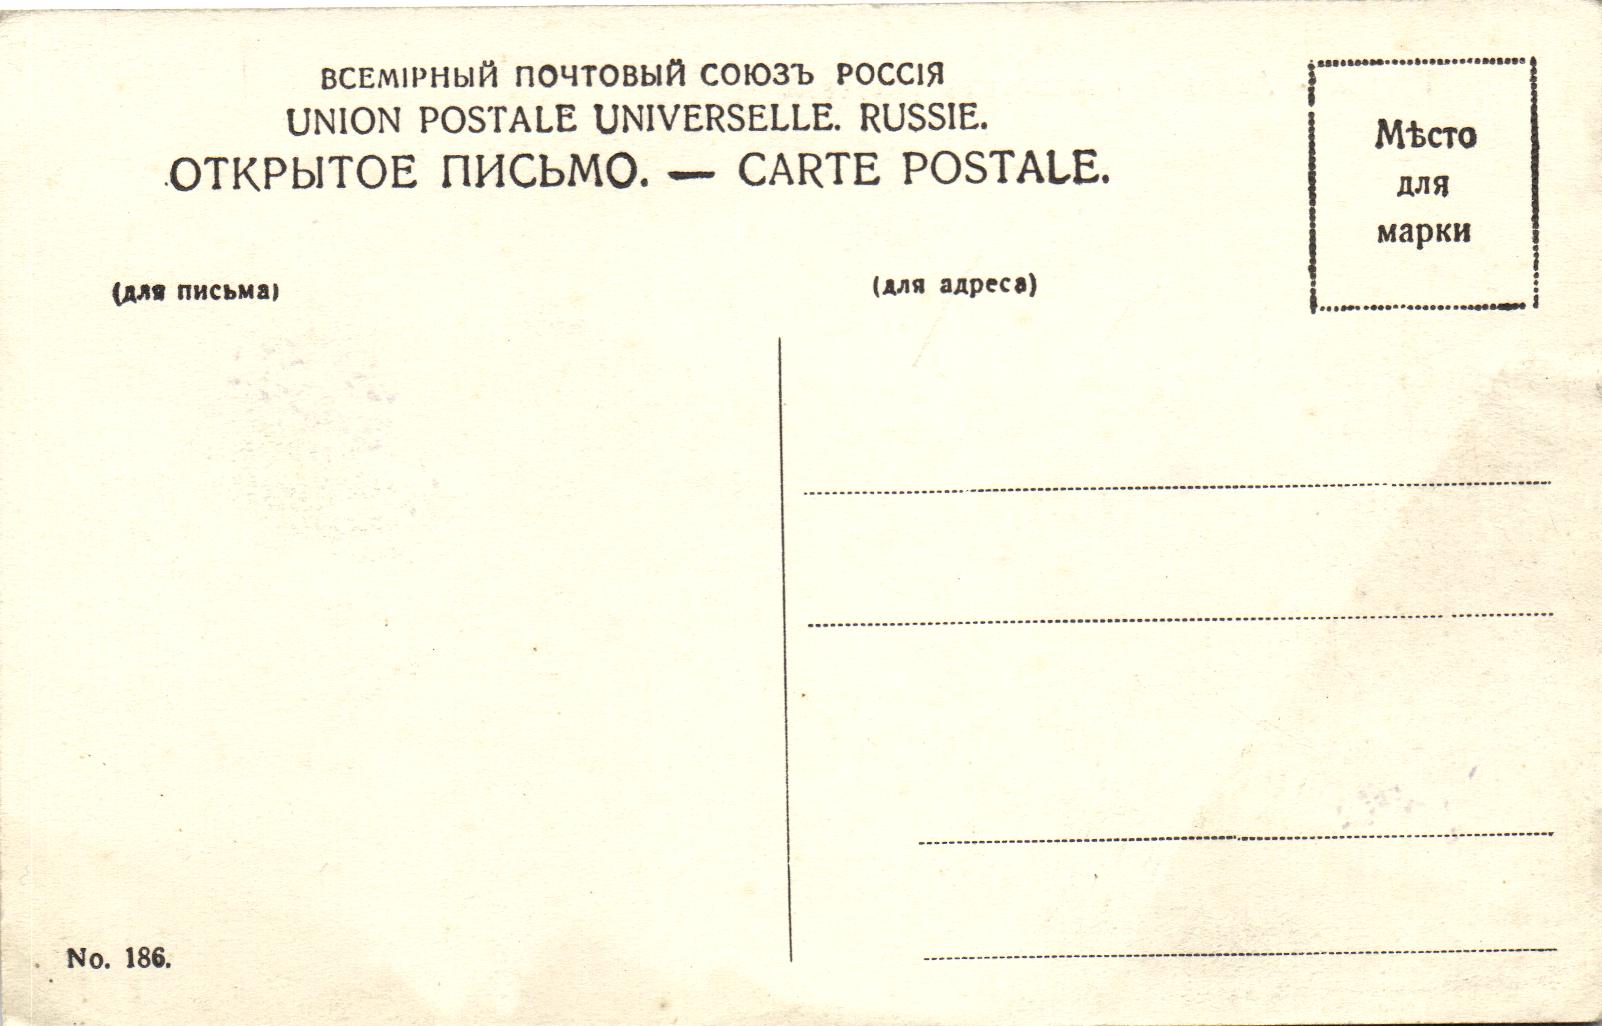 ВСЕМІРНЫЙ ПОЧТОВЫЙ СОЮЗЪ РОССІЯ
UNION POSTALE UNIVERSELLE. RUSSIE.
ОТКРЫТОЕ ПИСЬМО. — CARTE POSTALE.
Мѣсто
для
марки
(для письма)
(для адреса)
No. 186.